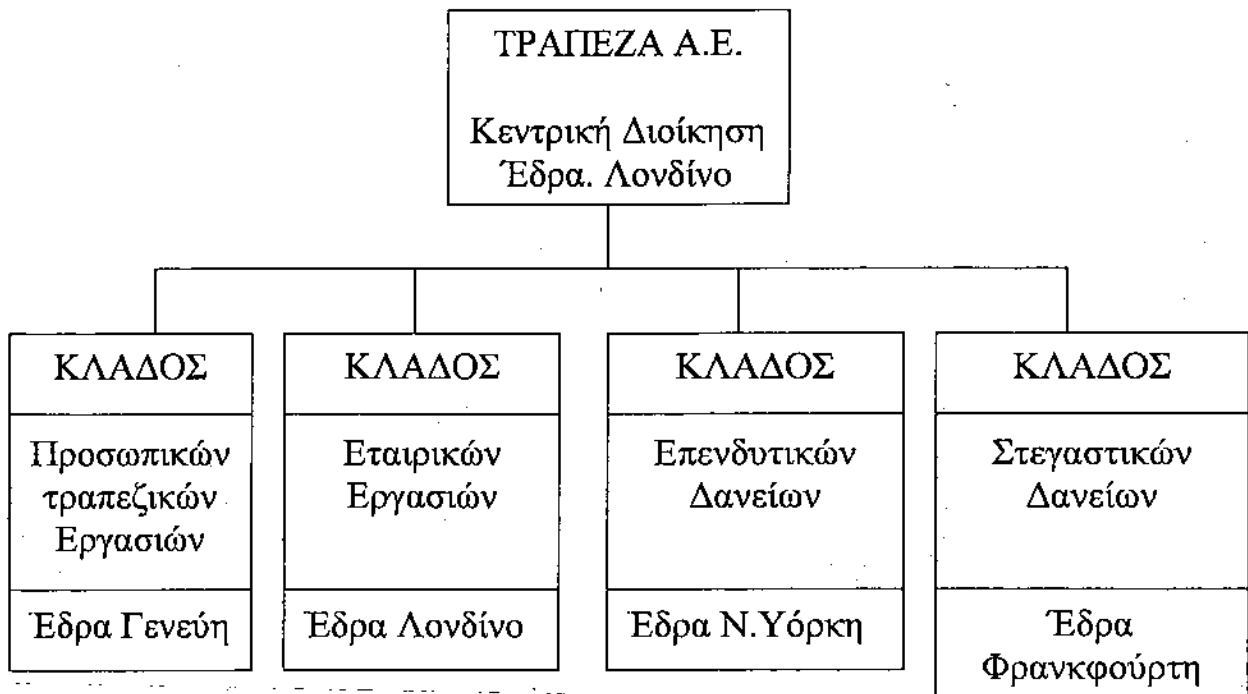 ΤΡΑΠΕΖΑ Α.Ε.
Κεντρική Διοίκηση
Έδρα. Λονδίνο
ΚΛΑΔΟΣ
Προσωπικών
τραπεζικών
Εργασιών
Έδρα Γενεύη
ΚΛΑΔΟΣ
Εταιρικών
Εργασιών
Έδρα Λονδίνο
ΚΛΑΔΟΣ
Επενδυτικών
Δανείων
Έδρα Ν.Υόρκη
ΚΛΑΔΟΣ
Στεγαστικών
Δανείων
Έδρα
Φρανκφούρτη